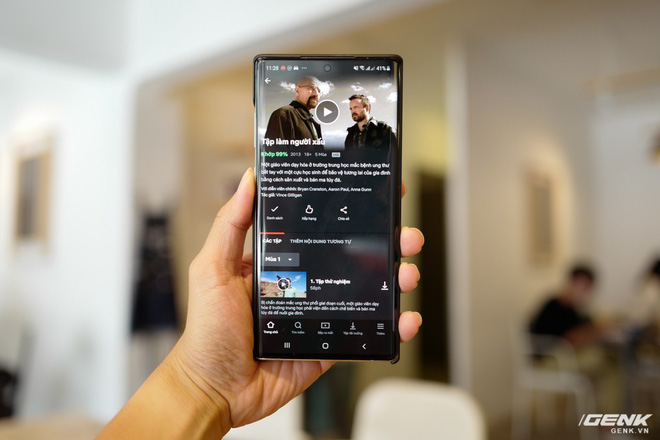 11:28
41%
Tập làm người xấu
Khớp 99% 2013 18+ 5 Mùa HD
Một giáo viên dạy hóa ở trường trung học mắc bệnh ung thư
bắt tay với một cựu học sinh để bảo vệ tương lai của gia đình
bằng cách sản xuất và bán ma túy đá.
Với diễn viên chính: Bryan Cranston, Aaron Paul, Anna Gunn
Tác giả: Vince Gilligan
Danh sách
Xếp hạng
Chia sẻ
CÁC TẬP THÊM NỘI DUNG TƯƠNG TỰ
Mùa 1
1. Tập thử nghiệm
58ph
Bị chẩn đoán mắc ung thư phổi giai đoạn cuối, một giáo viên dạy
hóa ở trường trung học phải viện đến cách chế biến và bán ma
túy đá để nuôi gia đình.
Trang chủ
Tìm kiếm
Sắp ra mắt
Tệp tải xuống
Thêm
GENK
GENK.VN